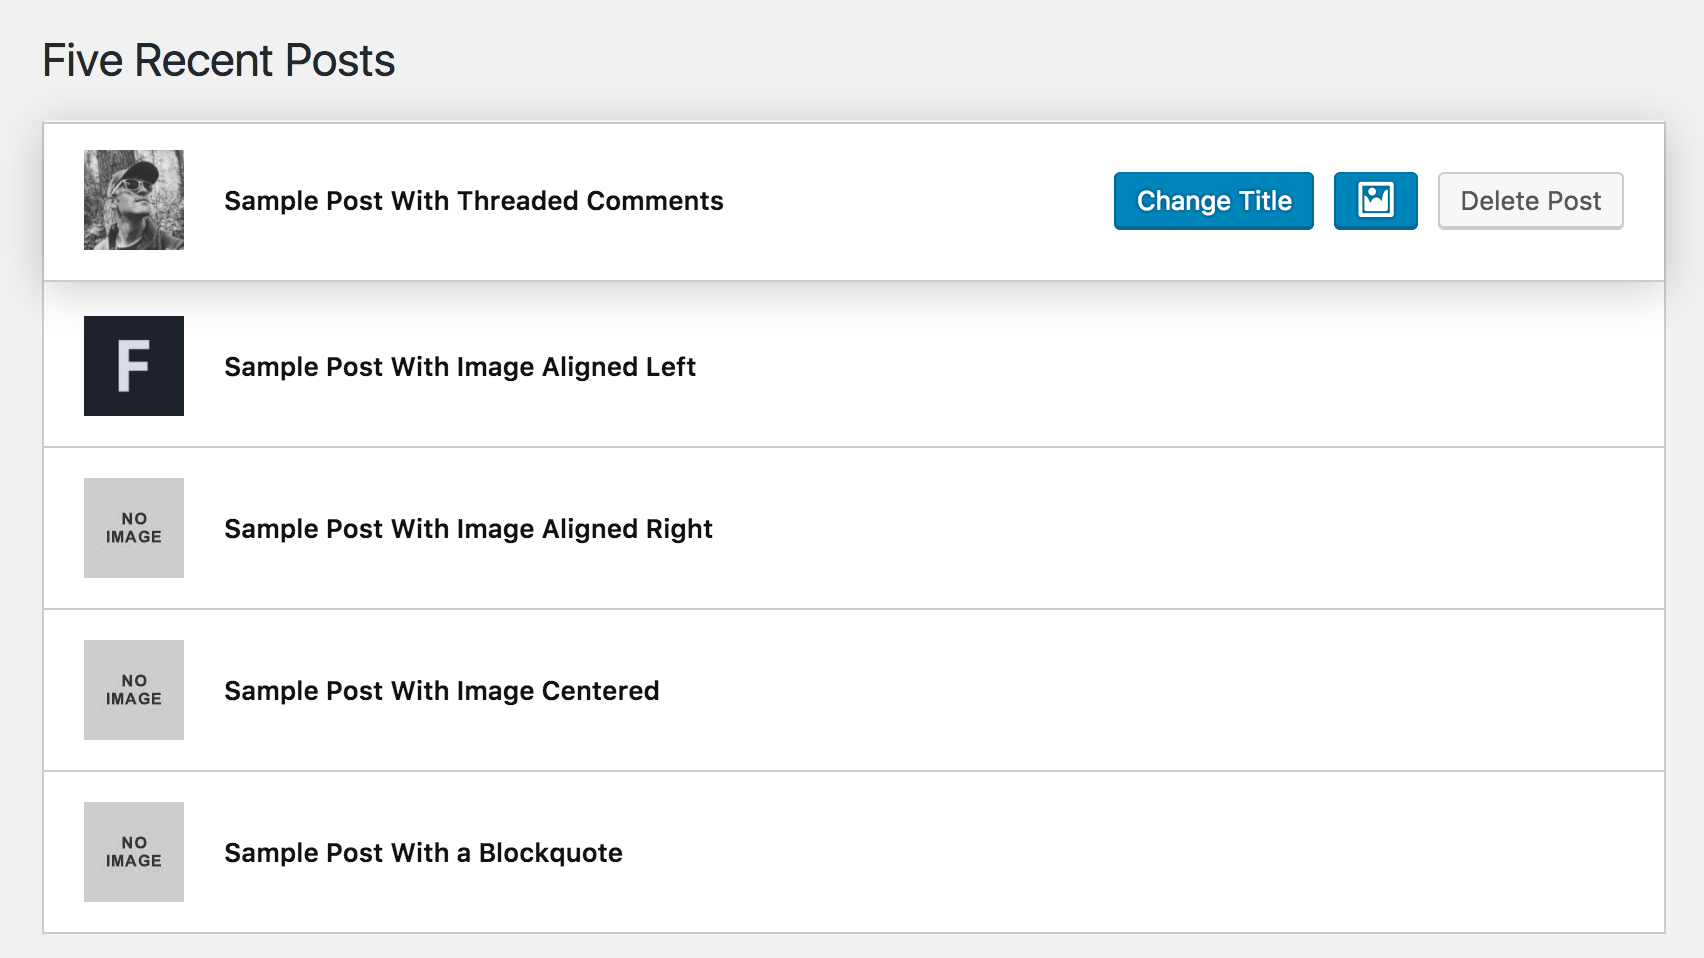 Five Recent Posts
Sample Post With Threaded Comments
Change Title
Delete Post
F
Sample Post With Image Aligned Left
NO
IMAGE
Sample Post With Image Aligned Right
NO
IMAGE
Sample Post With Image Centered
NO
IMAGE
Sample Post With a Blockquote